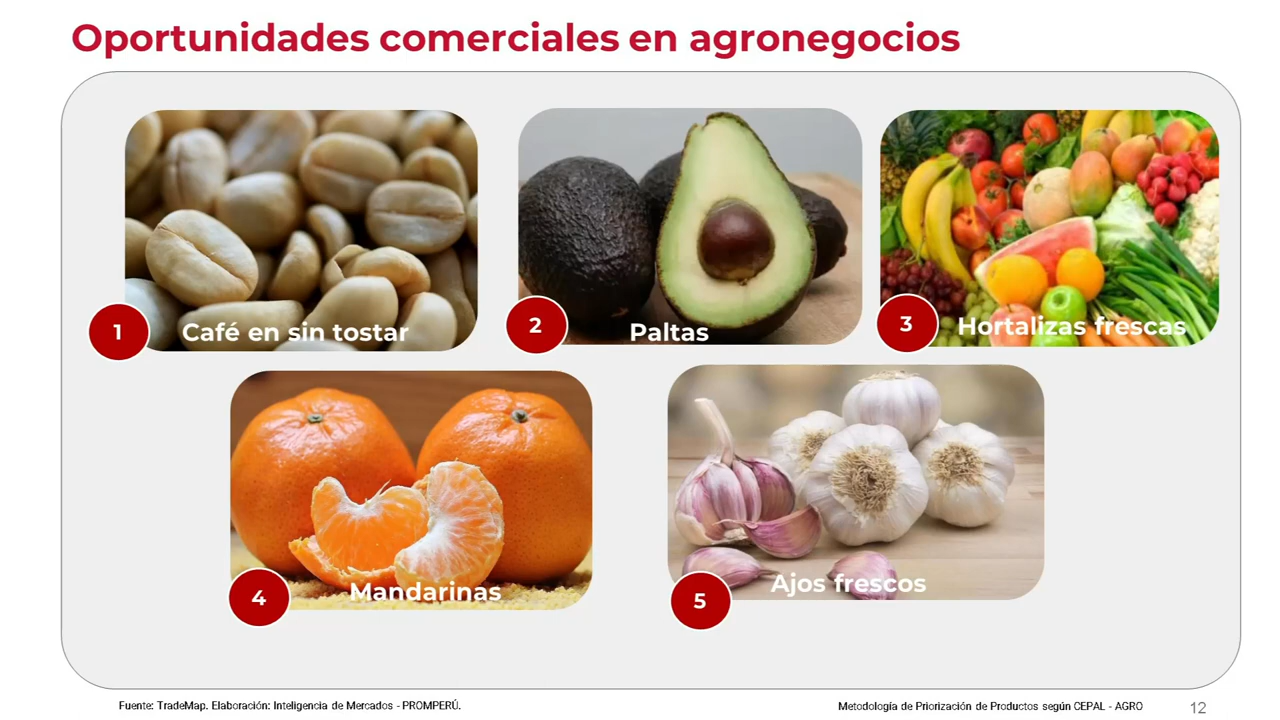 Oportunidades comerciales en agronegocios
1
Café en sin tostar
2
Paltas
3
Hortalizas frescas
4
Mandarinas
5
Ajos frescos
Fuente: TradeMap. Elaboración: Inteligencia de Mercados - PROMPERÚ.
Metodología de Priorización de Productos según CEPAL - AGRO
12